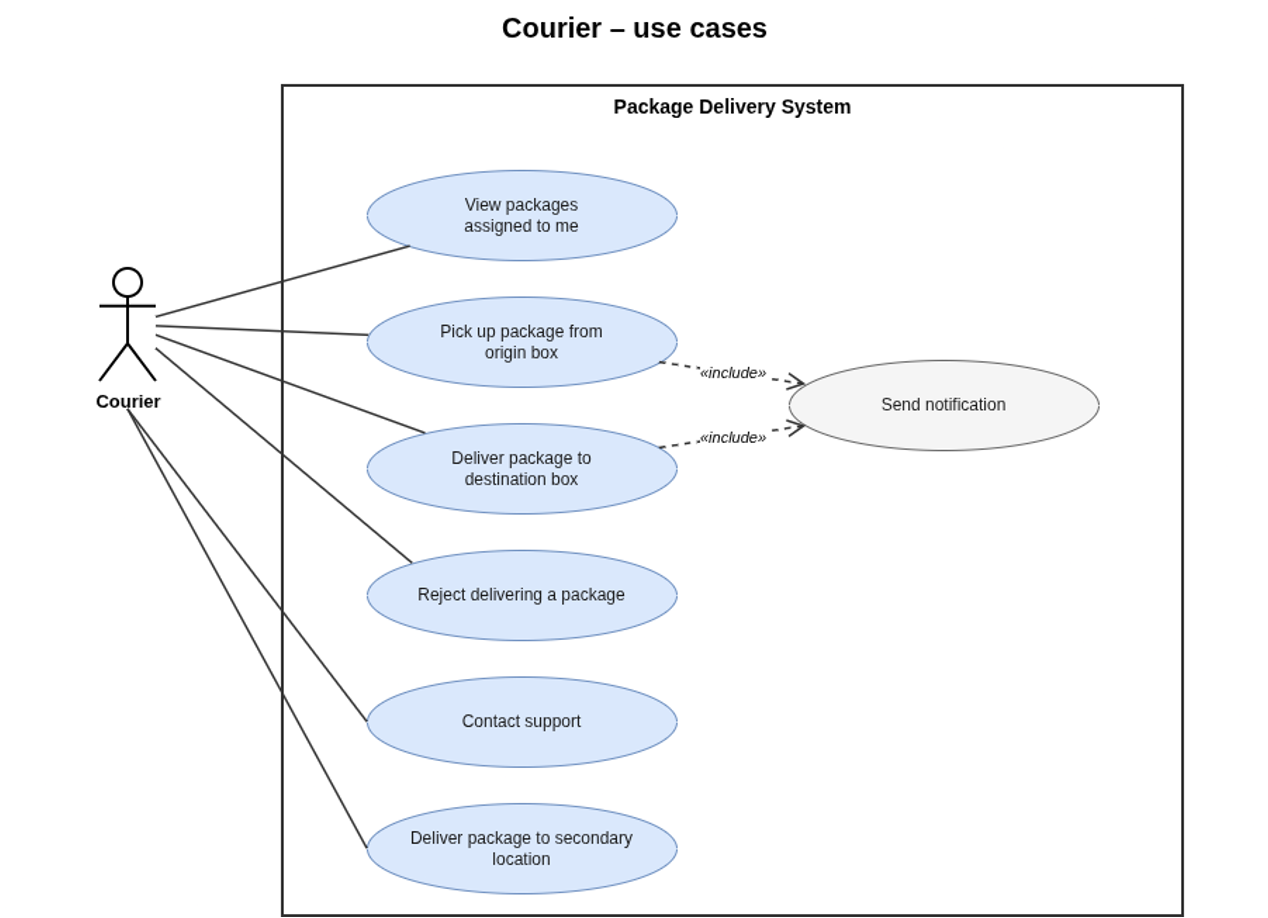 Courier – use cases
Package Delivery System
View packages
assigned to me
Pick up package from
origin box
«include»
Send notification
Courier
«include»
Deliver package to
destination box
Reject delivering a package
Contact support
Deliver package to secondary
location